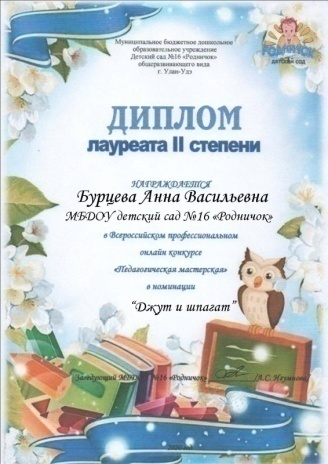 Муниципальное бюджетное дошкольное
образовательное учреждение
Детский сад №16 «Родничок»
общеразвивающего вида
г. Улан-Удэ
РОДНИЧОК
ДЕТСКИЙ САД
ДИПЛОМ
лауреата II степени
НАГРАЖДАЕТСЯ
Бурцева Анна Васильевна
МБДОУ детский сад №16 «Родничок»
в Всероссийском профессиональном
онлайн конкурсе
«Педагогическая мастерская»
в номинации
“Джут и шпагат”
Заведующий МБДОУ №16 «Родничок»